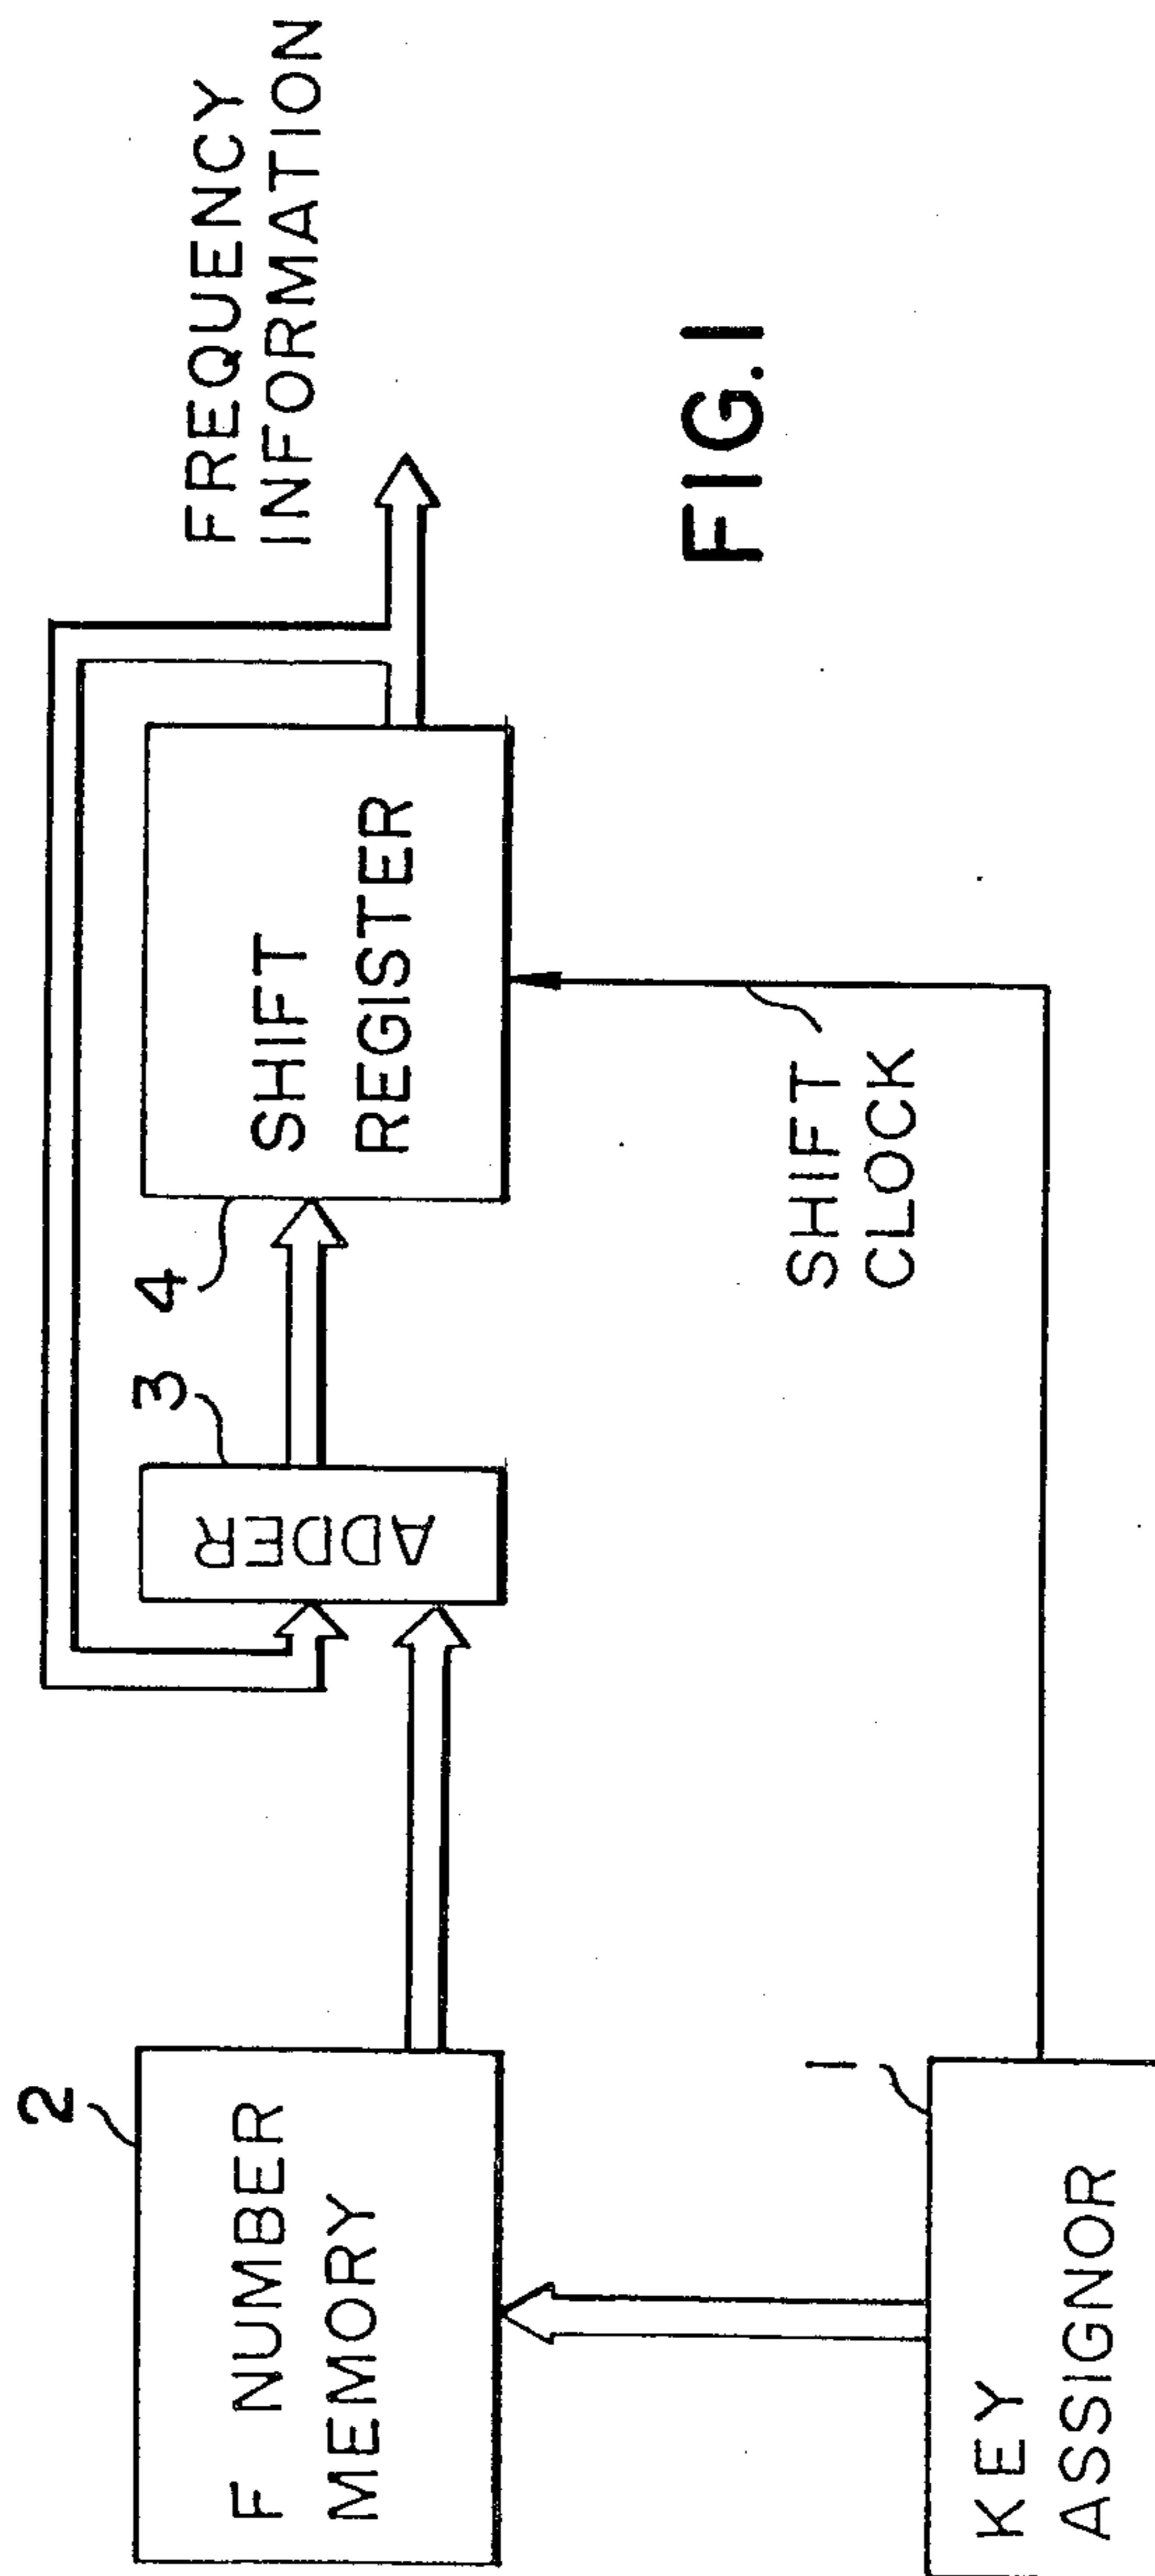 2
F NUMBER
MEMORY
3
ADDER
4
SHIFT
REGISTER
FREQUENCY
INFORMATION
1
KEY
ASSIGNOR
SHIFT
CLOCK
FIG. 1